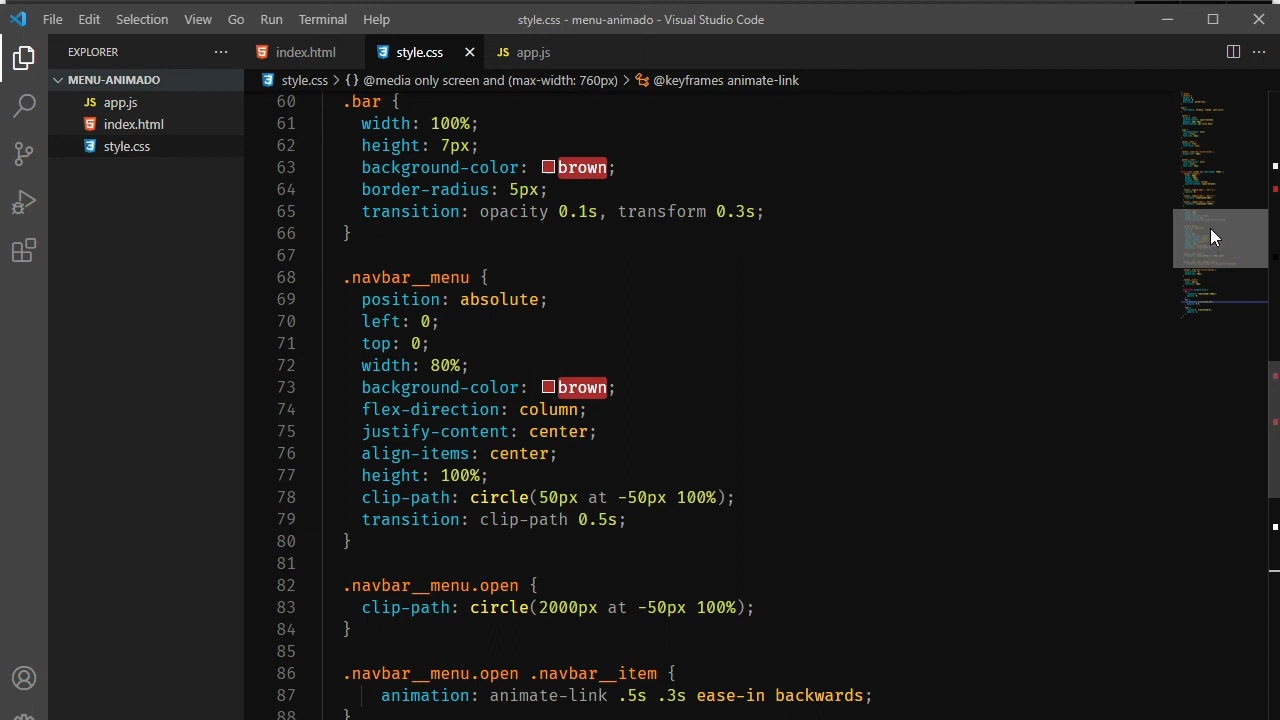 File Edit Selection View Go Run Terminal Help style.css - menu-animado - Visual Studio Code
EXPLORER ··· index.html style.css app.js ···
MENU-ANIMADO style.css > {} @media only screen and (max-width: 760px) > @keyframes animate-link
JS app.js
index.html
style.css
60 .bar {
61 width: 100%;
62 height: 7px;
63 background-color: brown;
64 border-radius: 5px;
65 transition: opacity 0.1s, transform 0.3s;
66 }
67
68 .navbar__menu {
69 position: absolute;
70 left: 0;
71 top: 0;
72 width: 80%;
73 background-color: brown;
74 flex-direction: column;
75 justify-content: center;
76 align-items: center;
77 height: 100%;
78 clip-path: circle(50px at -50px 100%);
79 transition: clip-path 0.5s;
80 }
81
82 .navbar__menu.open {
83 clip-path: circle(2000px at -50px 100%);
84 }
85
86 .navbar__menu.open .navbar__item {
87 animation: animate-link .5s .3s ease-in backwards;
88 }